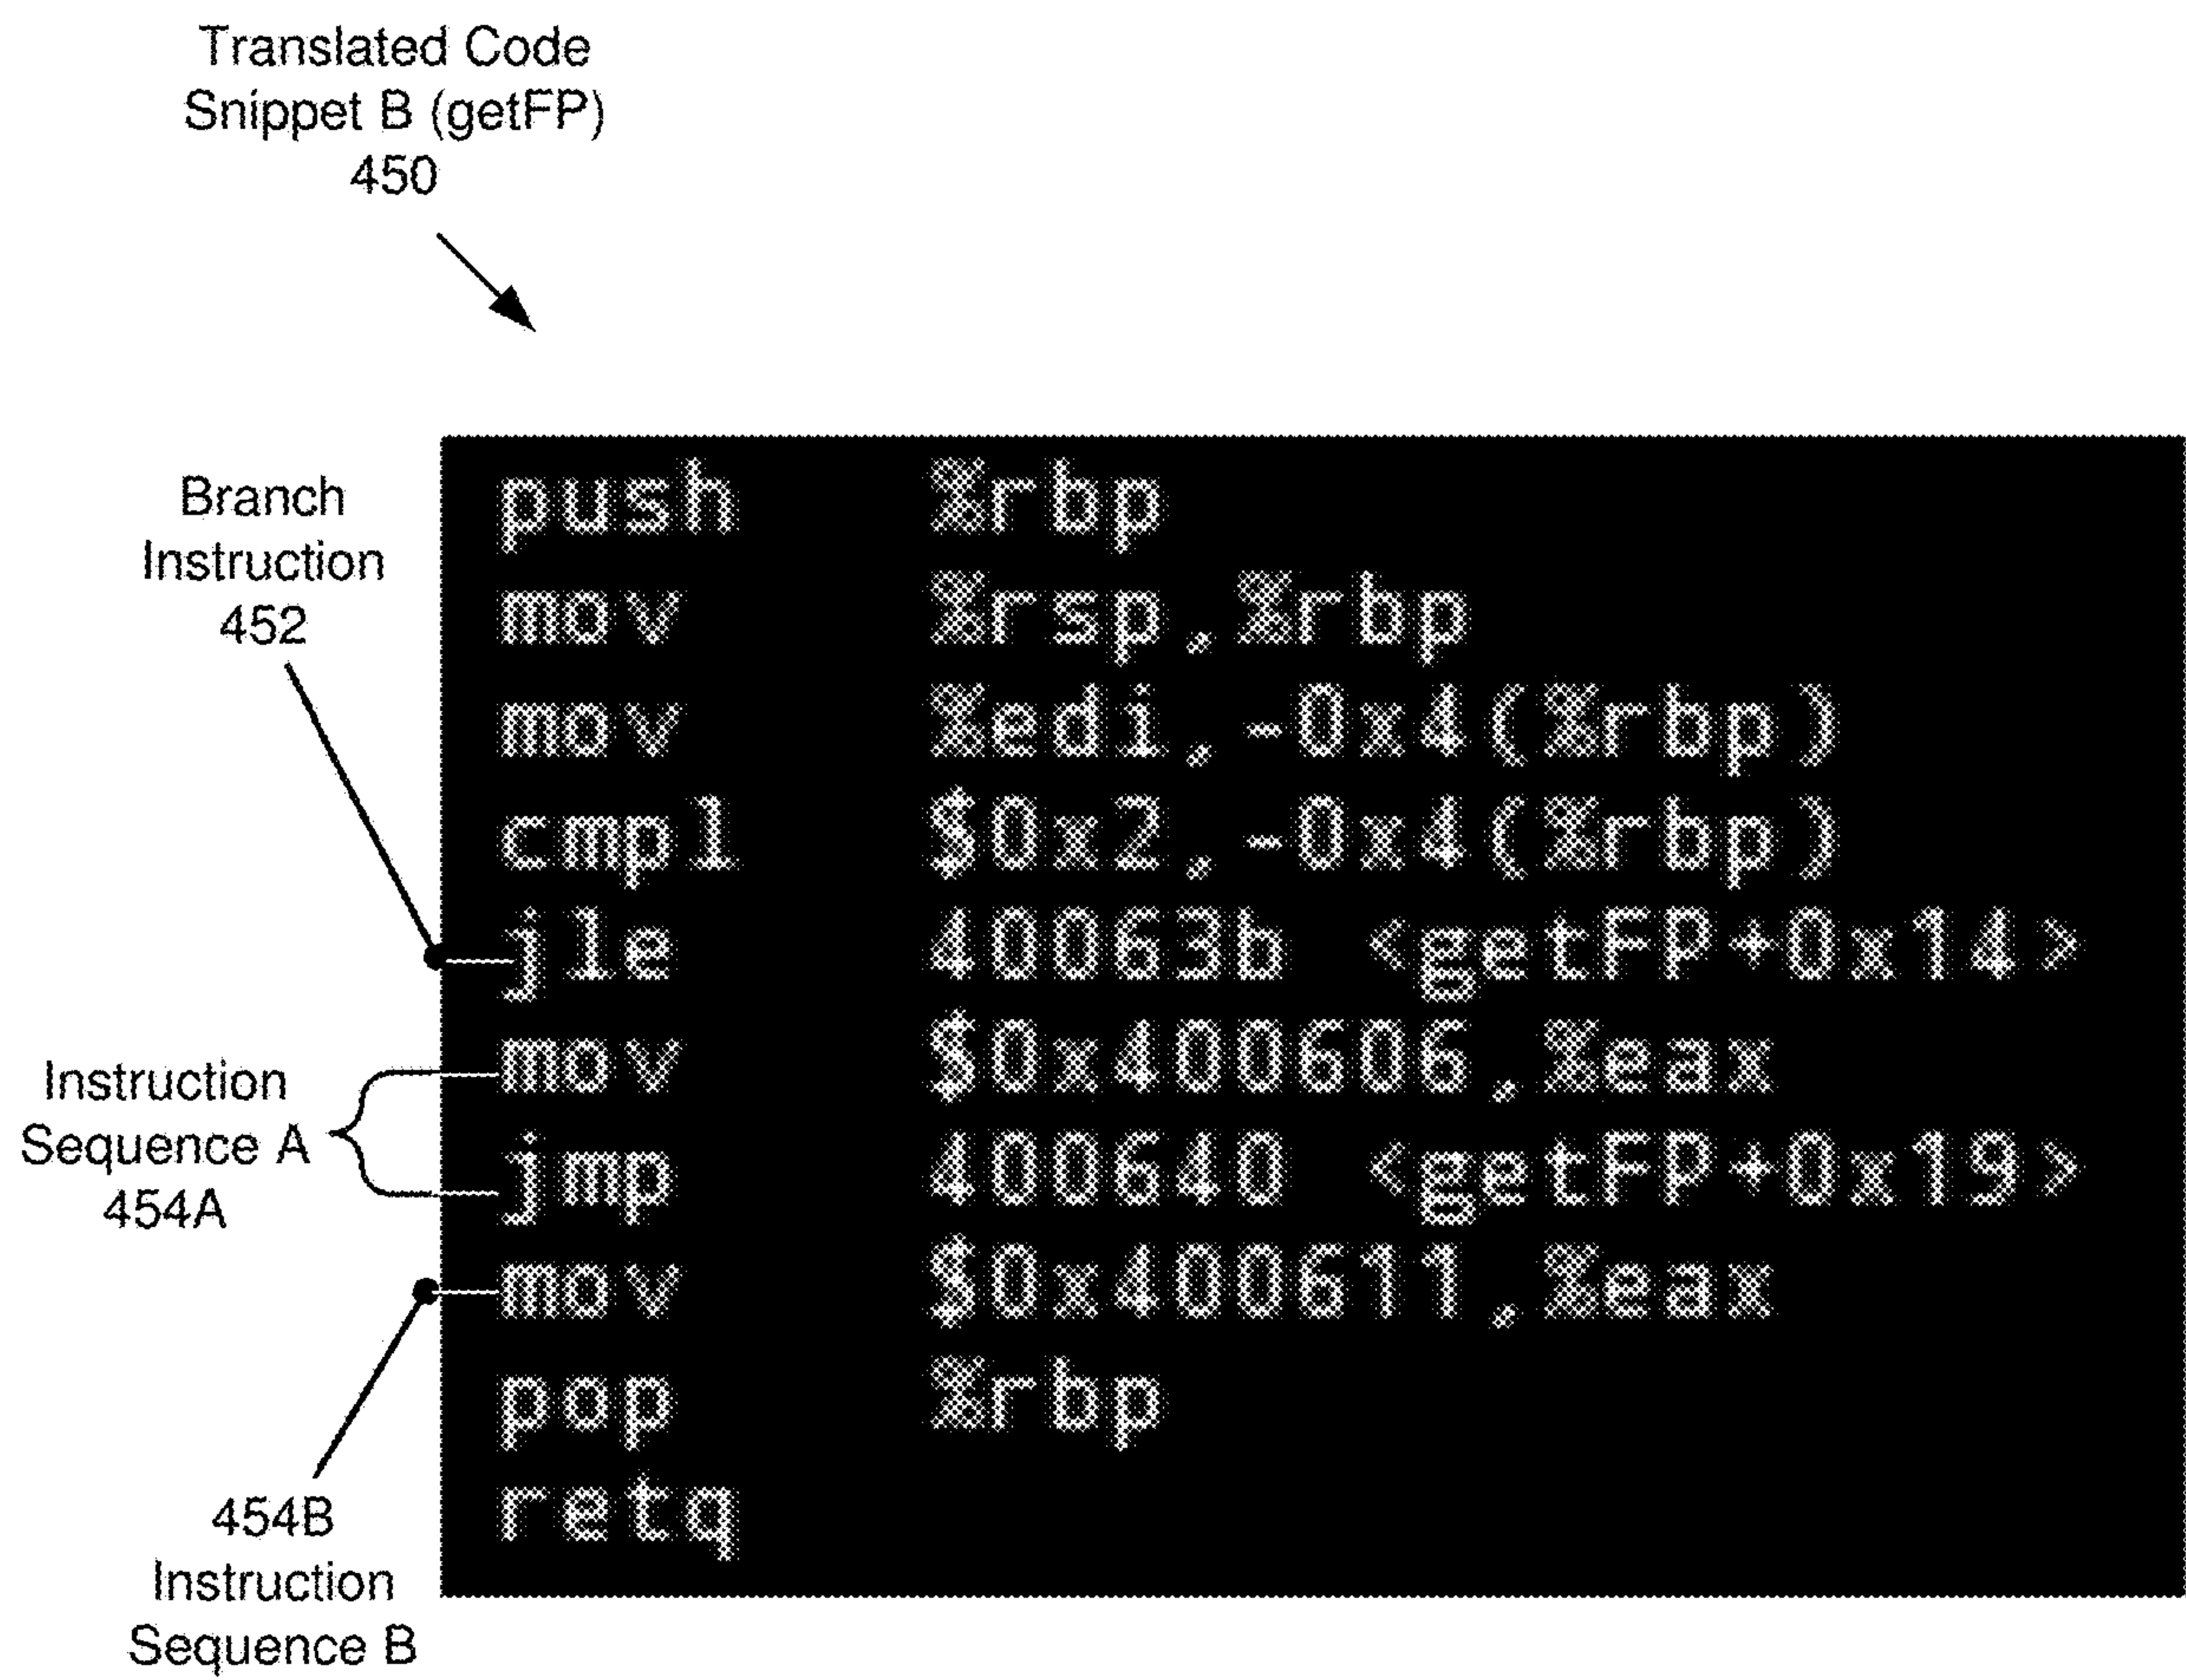 Translated Code
Snippet B (getFP)
450
Branch
Instruction
452
Instruction
Sequence A
454A
454B
Instruction
Sequence B
push %rbp
mov %rsp,%rbp
mov %edi,-0x4(%rbp)
cmpl $0x2,-0x4(%rbp)
jle 40063b <getFP+0x14>
mov $0x400606,%eax
jmp 400640 <getFP+0x19>
mov $0x400611,%eax
pop %rbp
retq